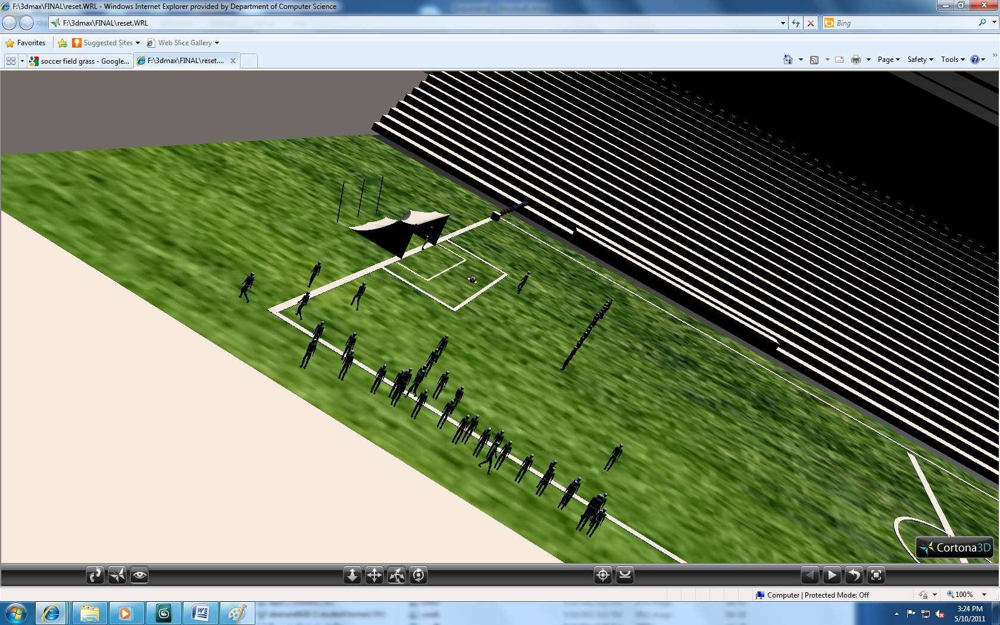 F:\3dmax\FINAL\reset.WRL - Windows Internet Explorer provided by Department of Computer Science
F:\3dmax\FINAL\reset.WRL
Bing
Favorites
Suggested Sites
Web Slice Gallery
soccer field grass - Google...
F:\3dmax\FINAL\reset....
Page
Safety
Tools
Cortona3D
Computer | Protected Mode: Off
100%
3:24 PM
5/10/2011